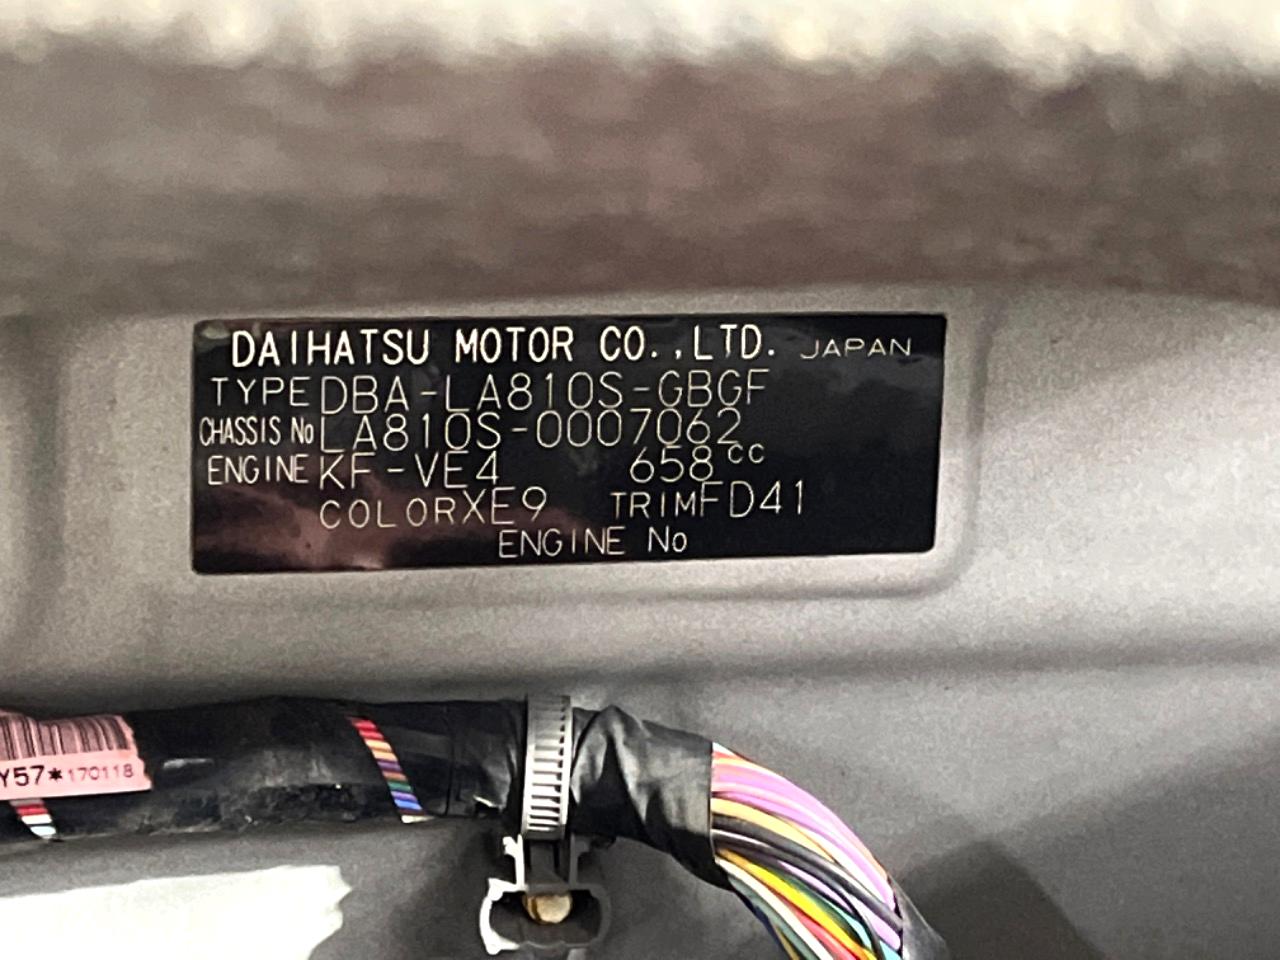 DAIHATSU MOTOR CO.,LTD. JAPAN
TYPE DBA-LA810S-GBGF
CHASSIS No LA810S-0007062
ENGINE KF-VE4 658cc
COLOR XE9 TRIM FD41
ENGINE No
Y57*170118